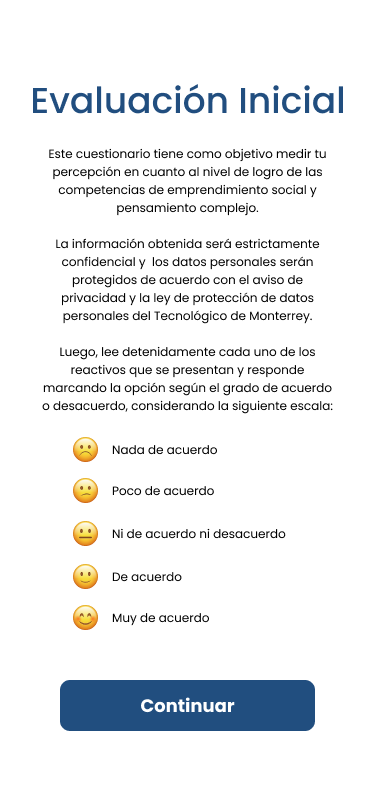 Evaluación Inicial
Este cuestionario tiene como objetivo medir tu
percepción en cuanto al nivel de logro de las
competencias de emprendimiento social y
pensamiento complejo.
La información obtenida será estrictamente
confidencial y  los datos personales serán
protegidos de acuerdo con el aviso de
privacidad y la ley de protección de datos
personales del Tecnológico de Monterrey.
Luego, lee detenidamente cada uno de los
reactivos que se presentan y responde
marcando la opción según el grado de acuerdo
o desacuerdo, considerando la siguiente escala:
Nada de acuerdo
Poco de acuerdo
Ni de acuerdo ni desacuerdo
De acuerdo
Muy de acuerdo
Continuar